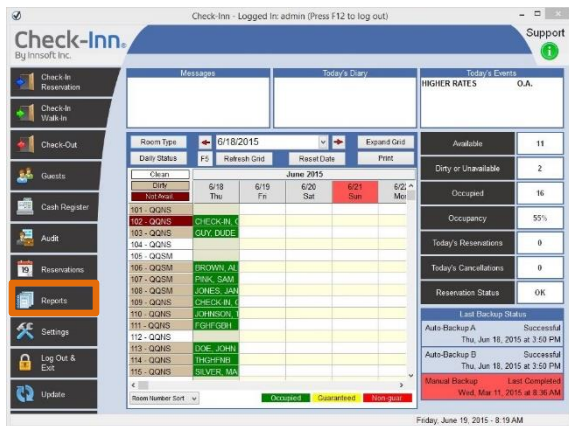 Check-Inn - Logged In: admin (Press F12 to log out)
Check-Inn®
By Innsoft Inc.
Support
Check-In
Reservation
Check-In
Walk-In
Check-Out
Guests
Cash Register
Audit
19 Reservations
Reports
Settings
Log Out &
Exit
Update
Messages
Today's Diary
Today's Events
HIGHER RATES O.A.
Room Type 6/18/2015 Expand Grid
Daily Status F5 Refresh Grid Reset Date Print
Clean
Dirty
Not Avail.
June 2015
6/18 6/19 6/20 6/21 6/22
Thu Fri Sat Sun Mon
101 - QQNS
102 - QQNS CHECK-IN, C
103 - QQNS GUY, DUDE
104 - QQNS
105 - QQSM
106 - QQSM BROWN, AL
107 - QQSM PINK, SAM
108 - QQSM JONES, JAN
109 - QQNS CHECK-IN, C
110 - QQNS JOHNSON, T
111 - QQNS FGHFGBH
112 - QQNS
113 - QQNS DOE, JOHN
114 - QQNS THGHFNB
115 - QQNS SILVER, MA
Room Number Sort Occupied Guaranteed Non-guar
Available 11
Dirty or Unavailable 2
Occupied 16
Occupancy 55%
Today's Reservations 0
Today's Cancellations 0
Reservation Status OK
Last Backup Status
Auto-Backup A Successful
Thu, Jun 18, 2015 at 3:50 PM
Auto-Backup B Successful
Thu, Jun 18, 2015 at 3:50 PM
Manual Backup Last Completed
Wed, Mar 11, 2015 at 8:36 AM
Friday, June 19, 2015 - 8:19 AM